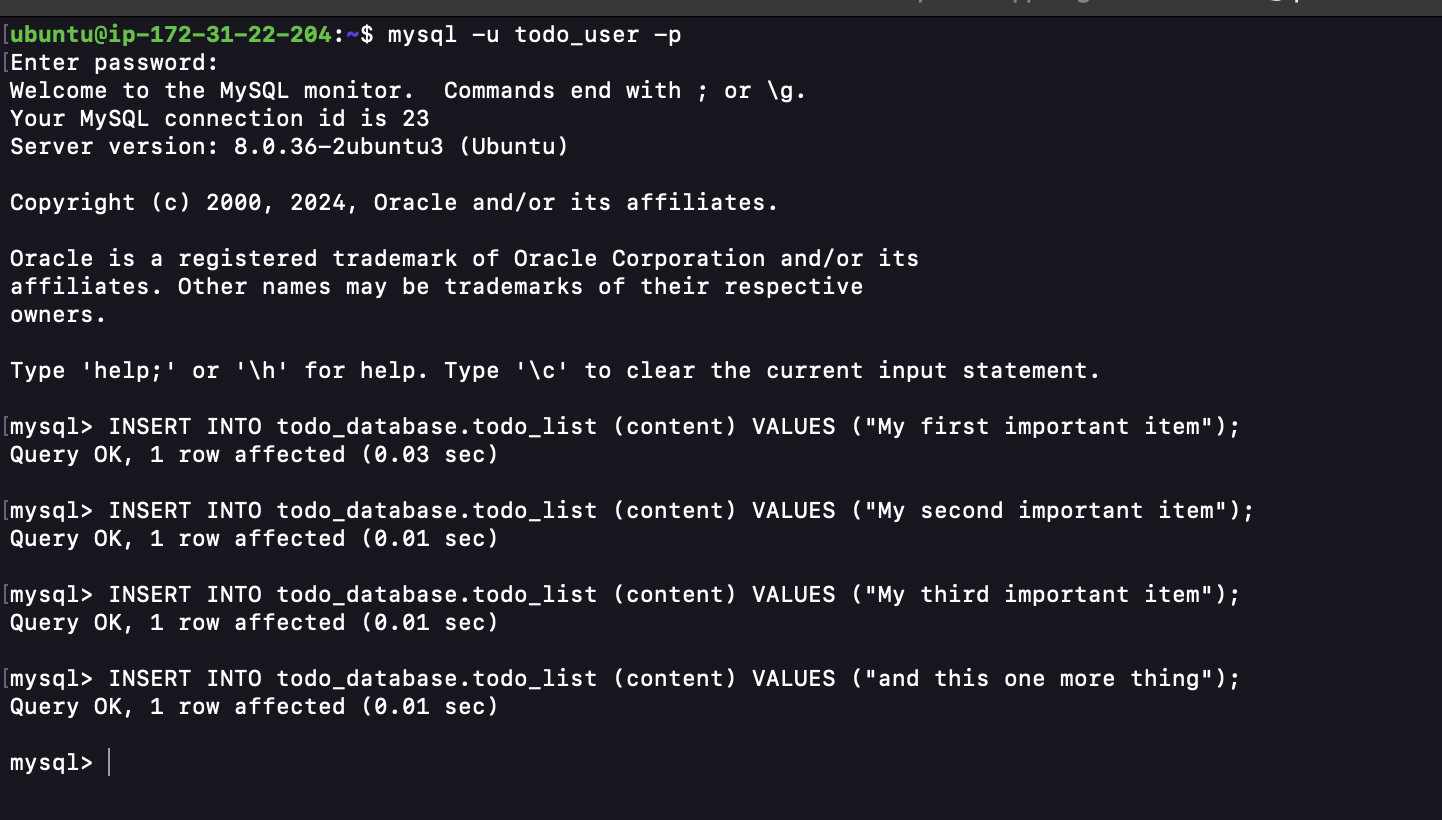 ubuntu@ip-172-31-22-204:~$ mysql -u todo_user -p
Enter password:
Welcome to the MySQL monitor.  Commands end with ; or \g.
Your MySQL connection id is 23
Server version: 8.0.36-2ubuntu3 (Ubuntu)
Copyright (c) 2000, 2024, Oracle and/or its affiliates.
Oracle is a registered trademark of Oracle Corporation and/or its
affiliates. Other names may be trademarks of their respective
owners.
Type 'help;' or '\h' for help. Type '\c' to clear the current input statement.
mysql> INSERT INTO todo_database.todo_list (content) VALUES ("My first important item");
Query OK, 1 row affected (0.03 sec)
mysql> INSERT INTO todo_database.todo_list (content) VALUES ("My second important item");
Query OK, 1 row affected (0.01 sec)
mysql> INSERT INTO todo_database.todo_list (content) VALUES ("My third important item");
Query OK, 1 row affected (0.01 sec)
mysql> INSERT INTO todo_database.todo_list (content) VALUES ("and this one more thing");
Query OK, 1 row affected (0.01 sec)
mysql>